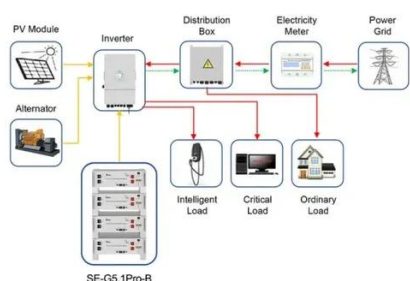 PV Module
Inverter
Distribution
Box
Electricity
Meter
Power
Grid
Alternator
Intelligent
Load
Critical
Load
Ordinary
Load
SE-G5.1Pro-B